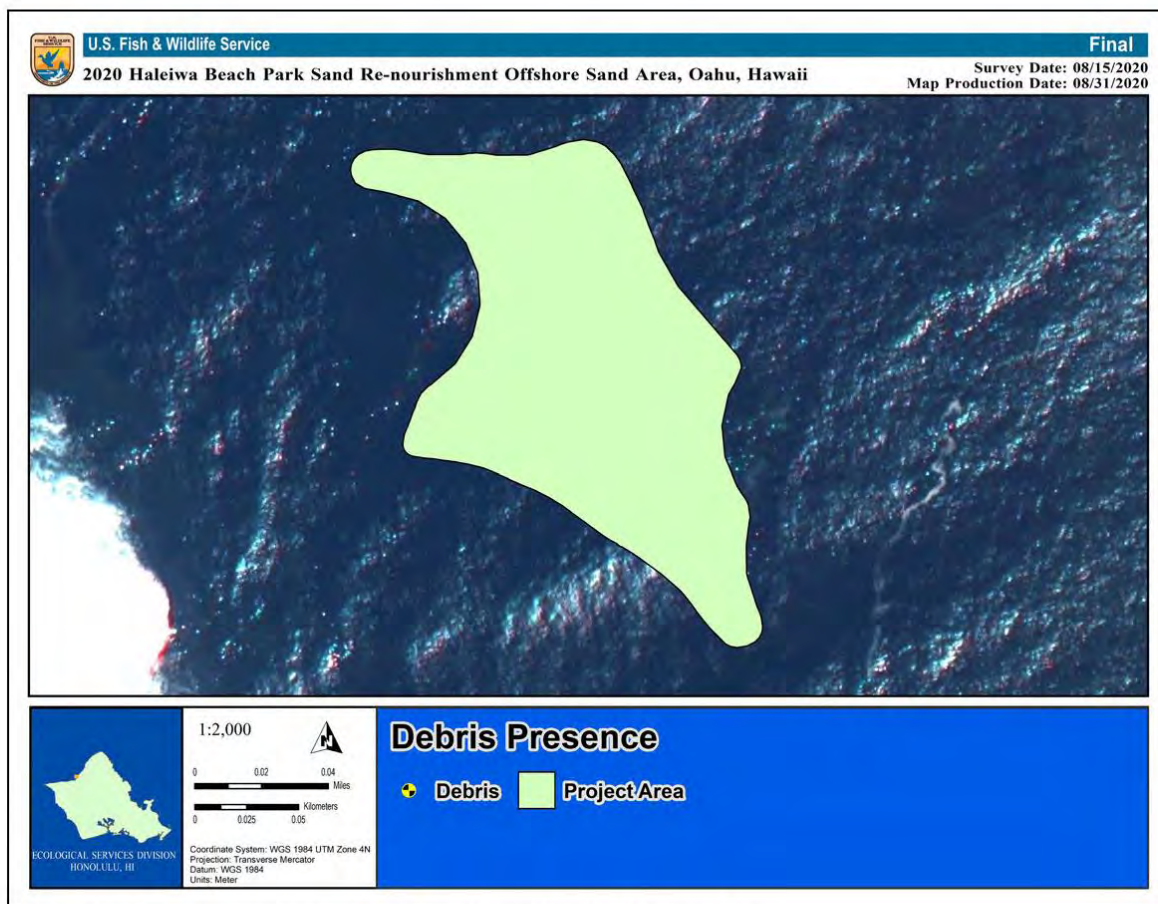 U.S.
FISH & WILDLIFE
SERVICE
U.S. Fish & Wildlife Service
Final
2020 Haleiwa Beach Park Sand Re-nourishment Offshore Sand Area, Oahu, Hawaii
Survey Date: 08/15/2020
Map Production Date: 08/31/2020
ECOLOGICAL SERVICES DIVISION
HONOLULU, HI
1:2,000
N
0 0.02 0.04
Miles
Kilometers
0 0.025 0.05
Coordinate System: WGS 1984 UTM Zone 4N
Projection: Transverse Mercator
Datum: WGS 1984
Units: Meter
Debris Presence
Debris
Project Area